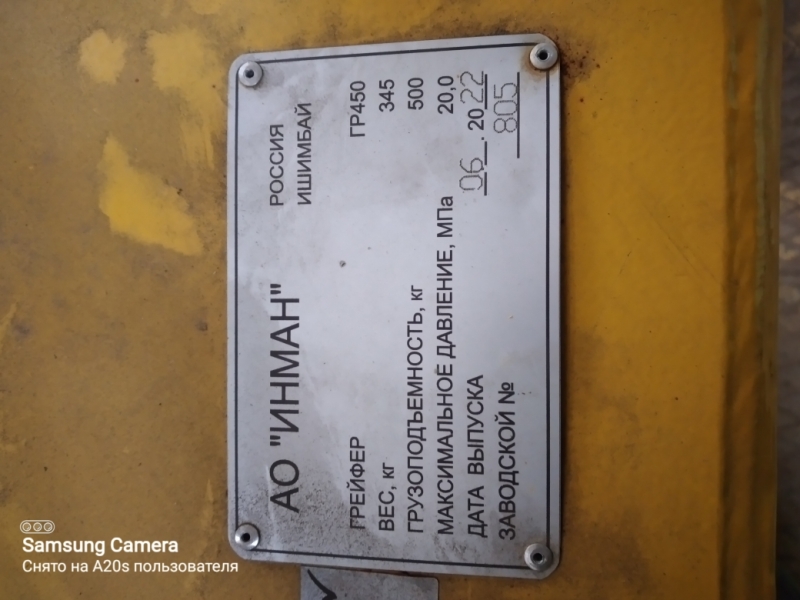 АО "ИНМАН"
РОССИЯ
ИШИМБАЙ
ГРЕЙФЕР ГР450
ВЕС, кг 345
ГРУЗОПОДЪЕМНОСТЬ, кг 500
МАКСИМАЛЬНОЕ ДАВЛЕНИЕ, МПа 20,0
ДАТА ВЫПУСКА 06 . 2022
ЗАВОДСКОЙ № 805
Samsung Camera
Снято на A20s пользователя